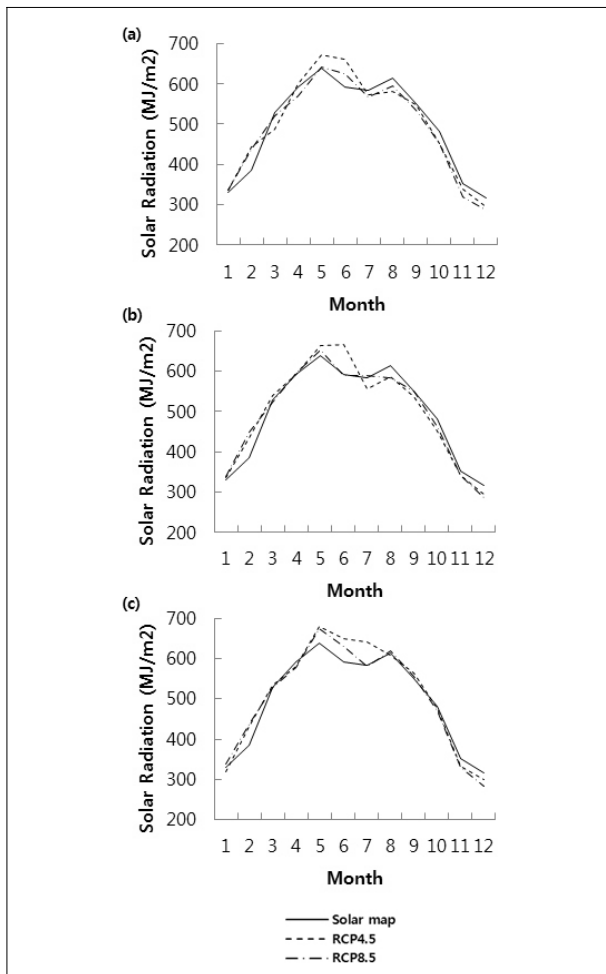 (a)
Solar Radiation (MJ/m2)
700
600
500
400
300
200
1 2 3 4 5 6 7 8 9 10 11 12
Month
(b)
Solar Radiation (MJ/m2)
700
600
500
400
300
200
1 2 3 4 5 6 7 8 9 10 11 12
Month
(c)
Solar Radiation (MJ/m2)
700
600
500
400
300
200
1 2 3 4 5 6 7 8 9 10 11 12
Month
Solar map
RCP4.5
RCP8.5